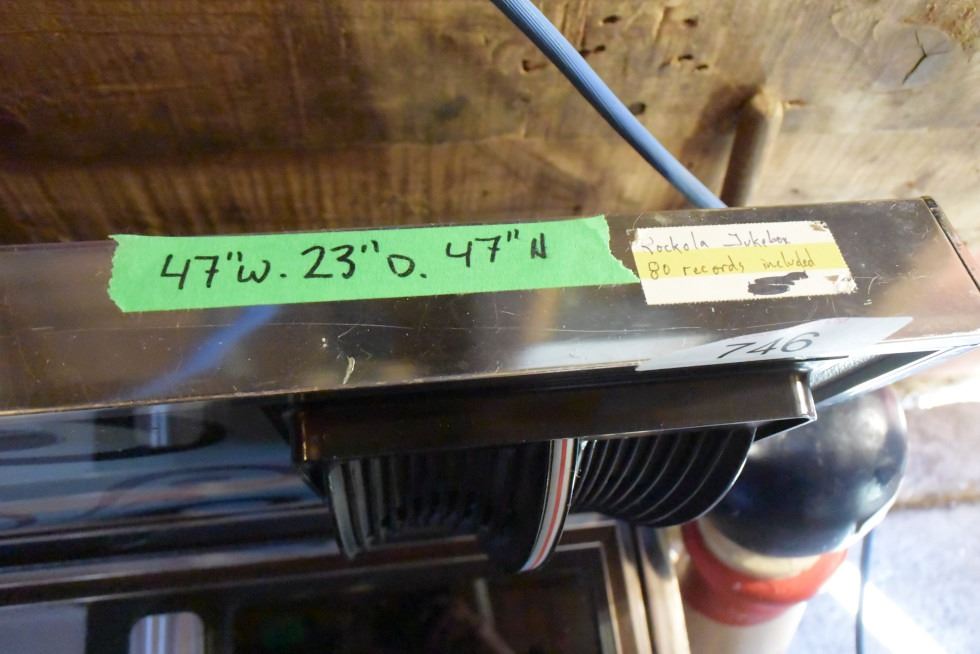 47"W. 23" D. 47" H
Rockola Jukebox
80 records included
746